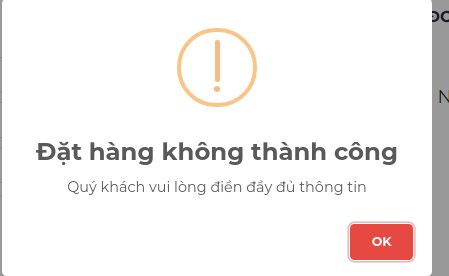 Đặt hàng không thành công
Quý khách vui lòng điền đầy đủ thông tin
OK